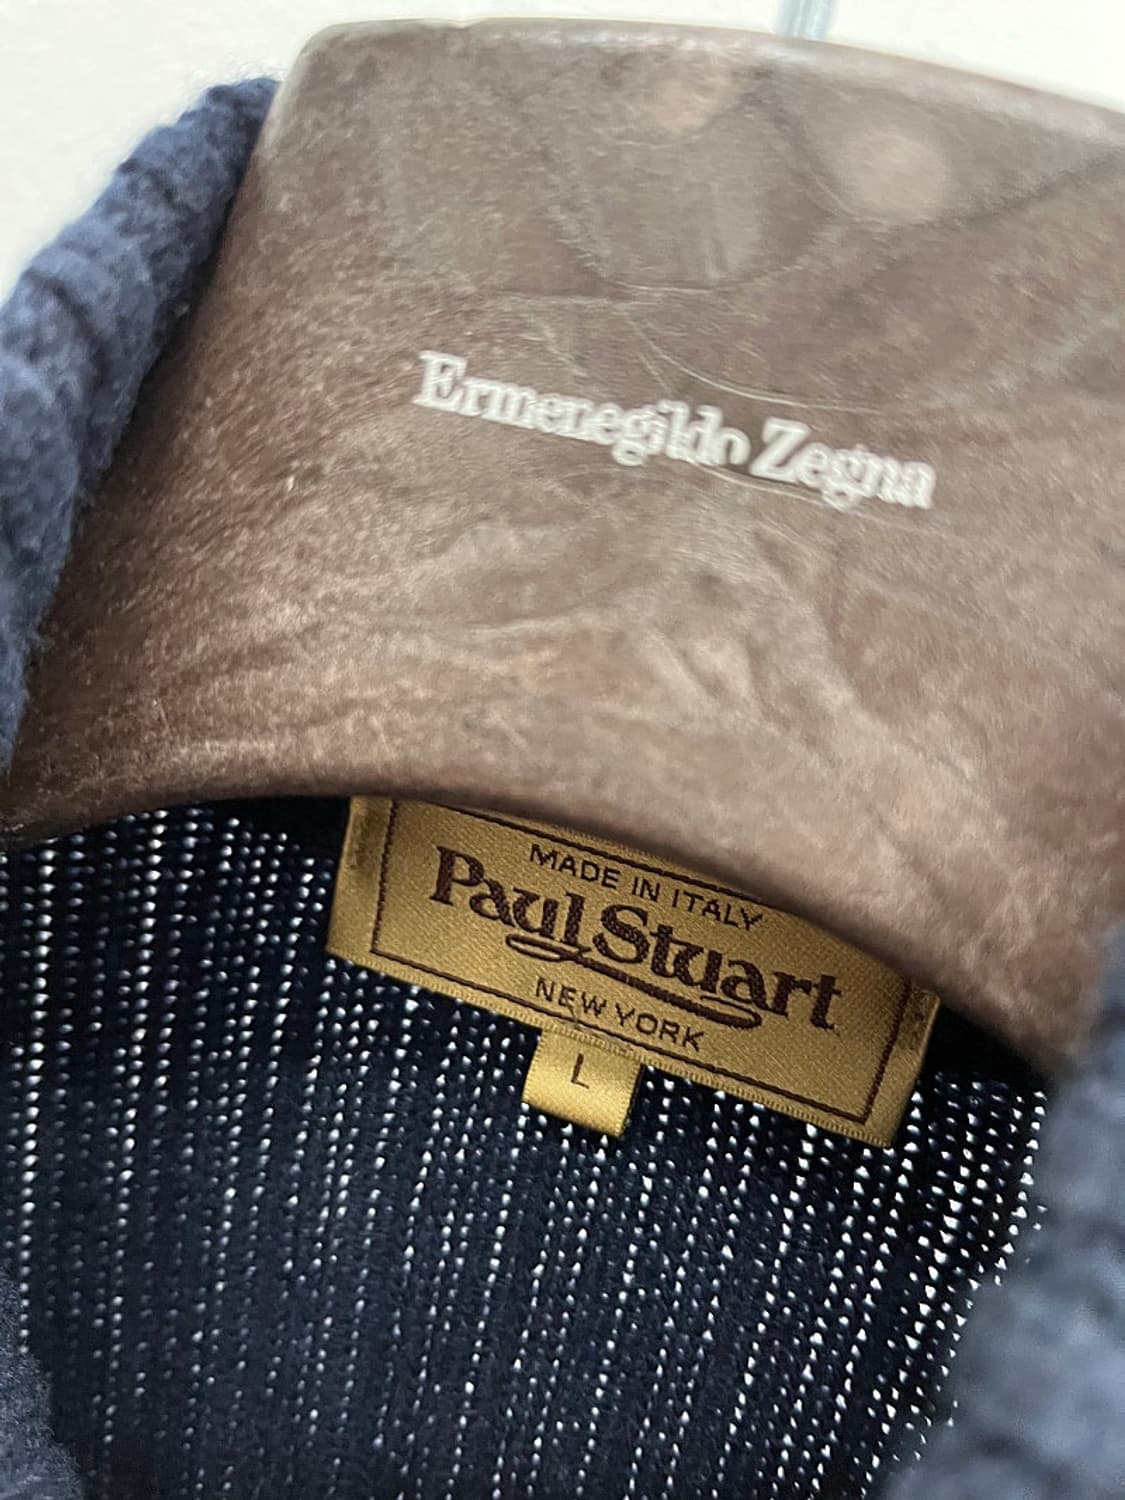 Ermenegildo Zegna
MADE IN ITALY
Paul Stuart
NEW YORK
L